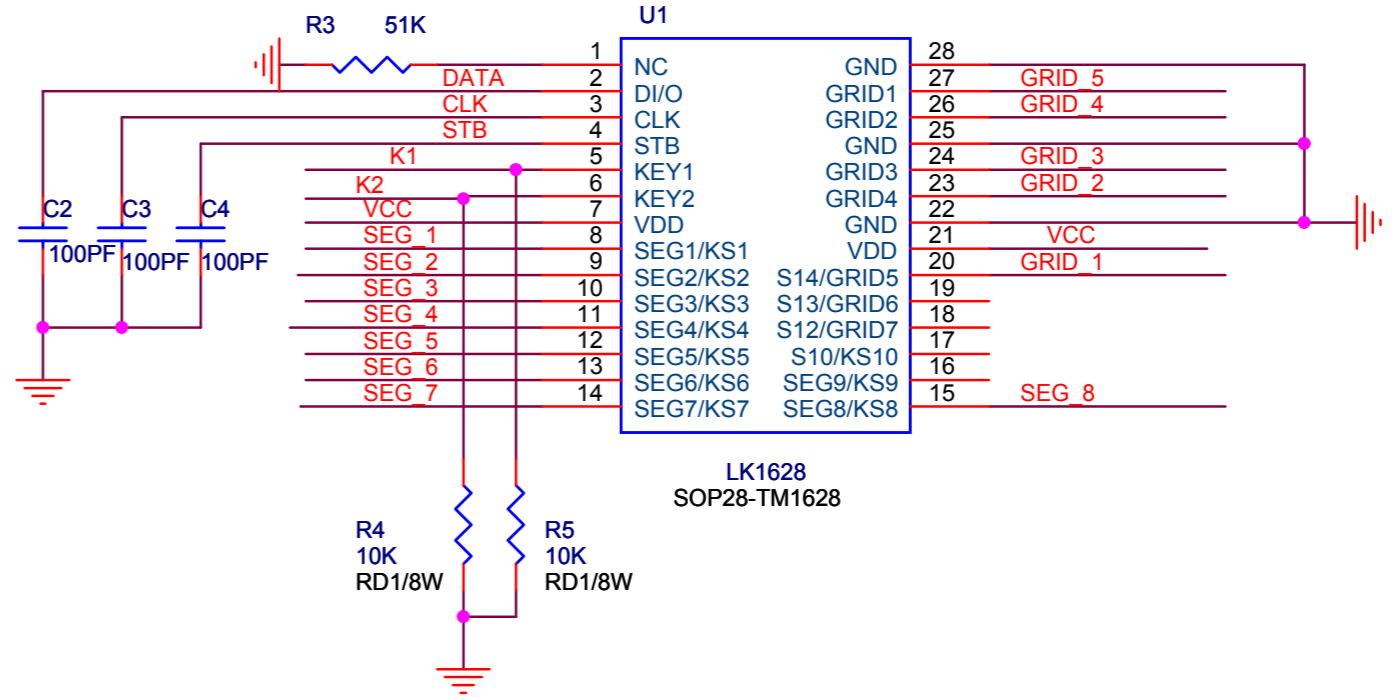 U1
R3 51K
1 NC GND 28
DATA 2 DI/O GRID1 27 GRID_5
CLK 3 CLK GRID2 26 GRID_4
STB 4 STB GND 25
K1 5 KEY1 GRID3 24 GRID_3
K2 6 KEY2 GRID4 23 GRID_2
VCC 7 VDD GND 22
SEG_1 8 SEG1/KS1 VDD 21 VCC
SEG_2 9 SEG2/KS2 S14/GRID5 20 GRID_1
SEG_3 10 SEG3/KS3 S13/GRID6 19
SEG_4 11 SEG4/KS4 S12/GRID7 18
SEG_5 12 SEG5/KS5 S10/KS10 17
SEG_6 13 SEG6/KS6 SEG9/KS9 16
SEG_7 14 SEG7/KS7 SEG8/KS8 15 SEG_8
C2 C3 C4
100PF 100PF 100PF
LK1628
SOP28-TM1628
R4
10K
RD1/8W
R5
10K
RD1/8W